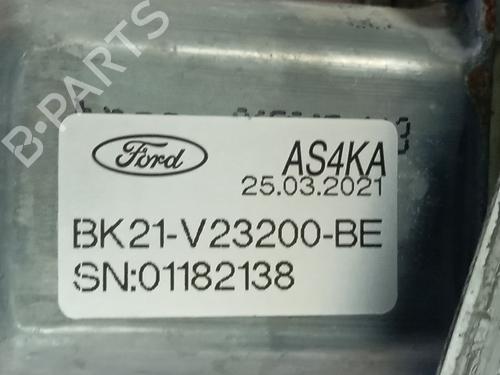 B-PARTS
Ford
AS4KA
25.03.2021
BK21-V23200-BE
SN:01182138